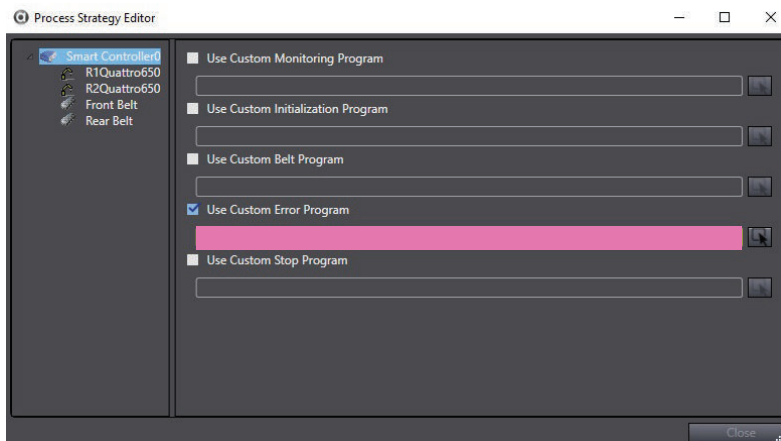 Process Strategy Editor
Smart Controller0
R1Quattro650
R2Quattro650
Front Belt
Rear Belt
Use Custom Monitoring Program
Use Custom Initialization Program
Use Custom Belt Program
Use Custom Error Program
Use Custom Stop Program
Close